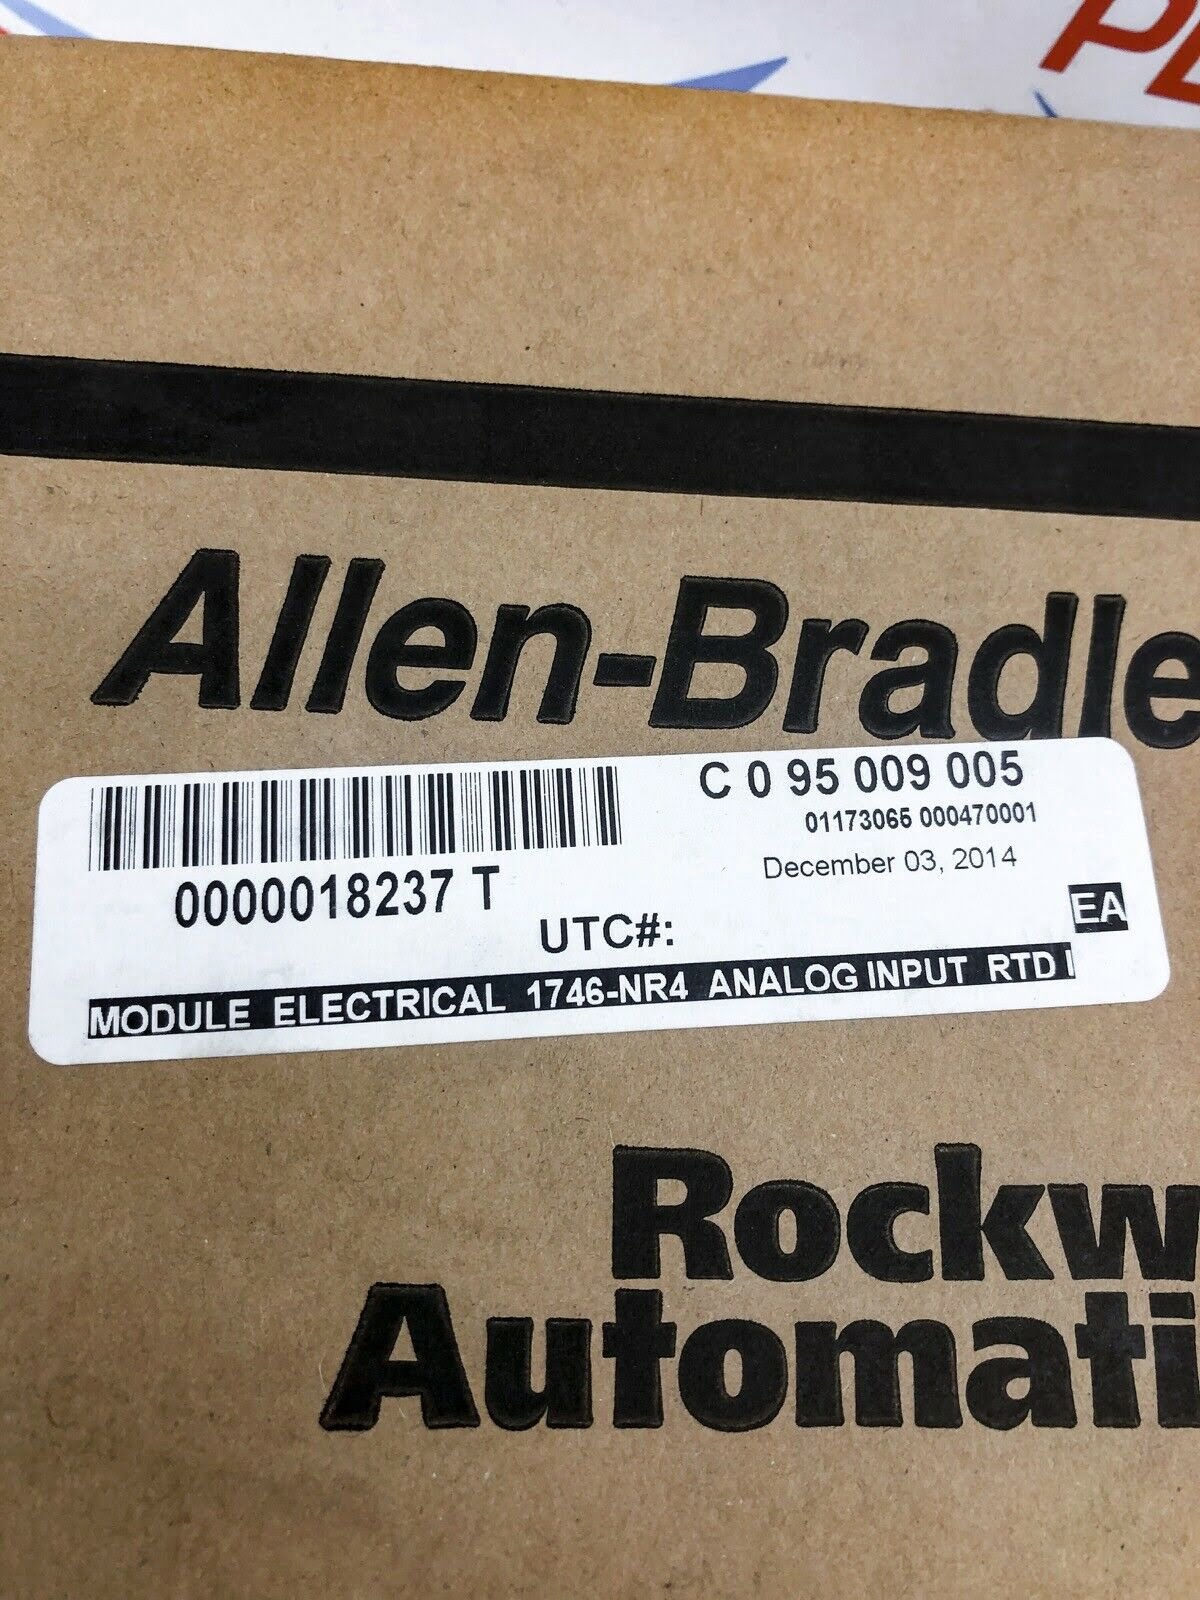 Allen-Bradle
C 0 95 009 005
01173065 000470001
December 03, 2014
0000018237 T
UTC#:
EA
MODULE ELECTRICAL 1746-NR4 ANALOG INPUT RTD I
Rockw
Automati